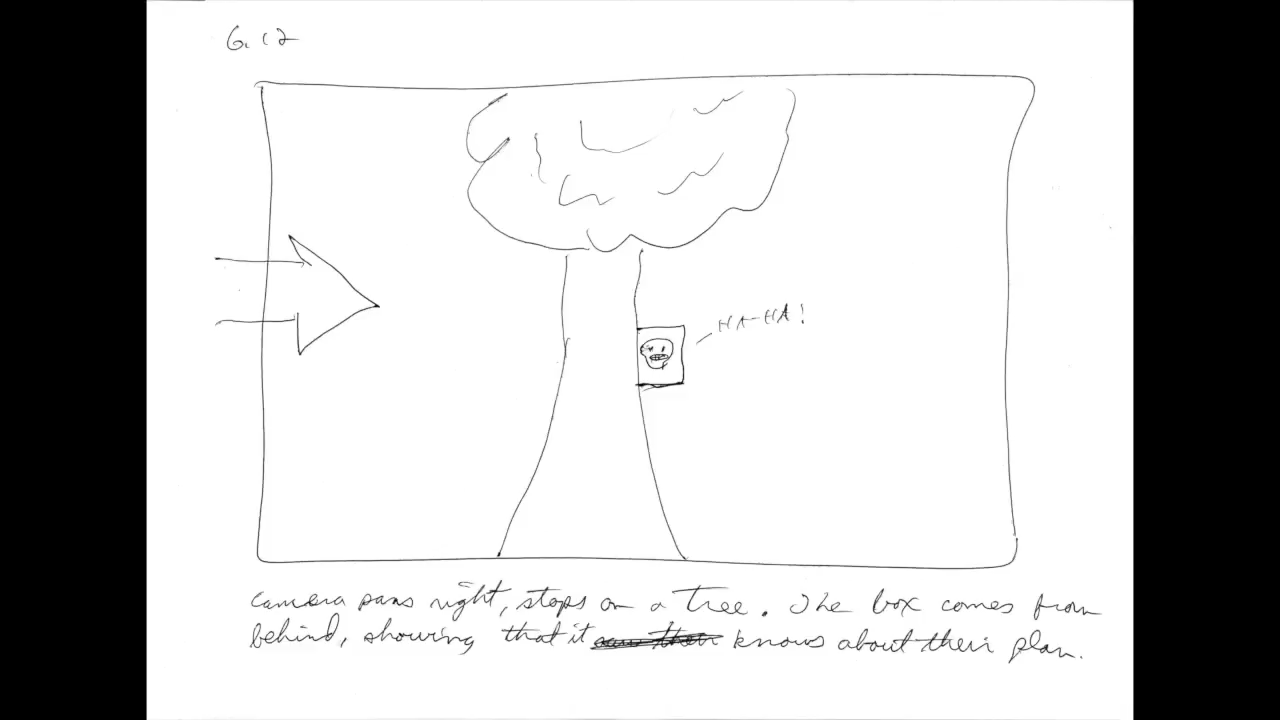 6.12
HA-HA!
camera pans right, stops on a tree. The box comes from
behind, showing that it knows about their plan.